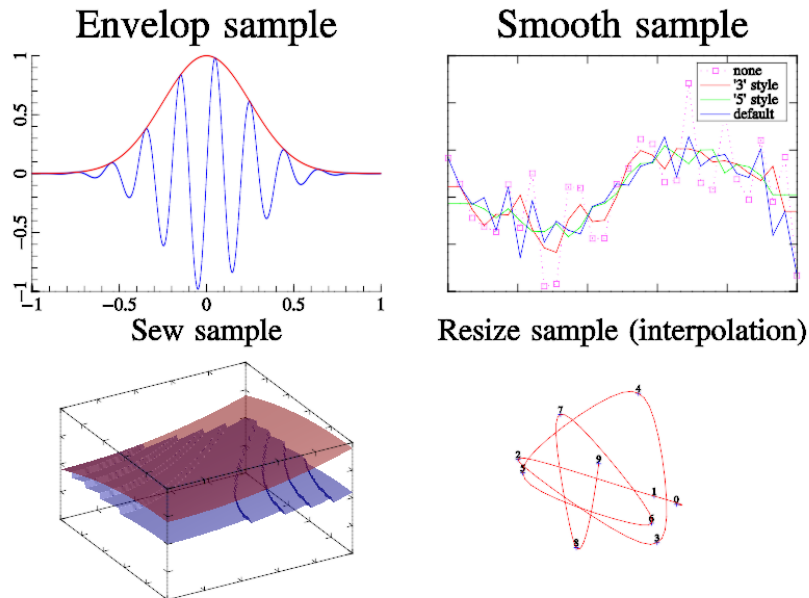 Envelop sample
1
0.5
0
−0.5
−1
−1
−0.5
0
0.5
1
Smooth sample
none
'3' style
'5' style
default
Sew sample
Resize sample (interpolation)
4
7
2
9
5
1
0
6
3
8